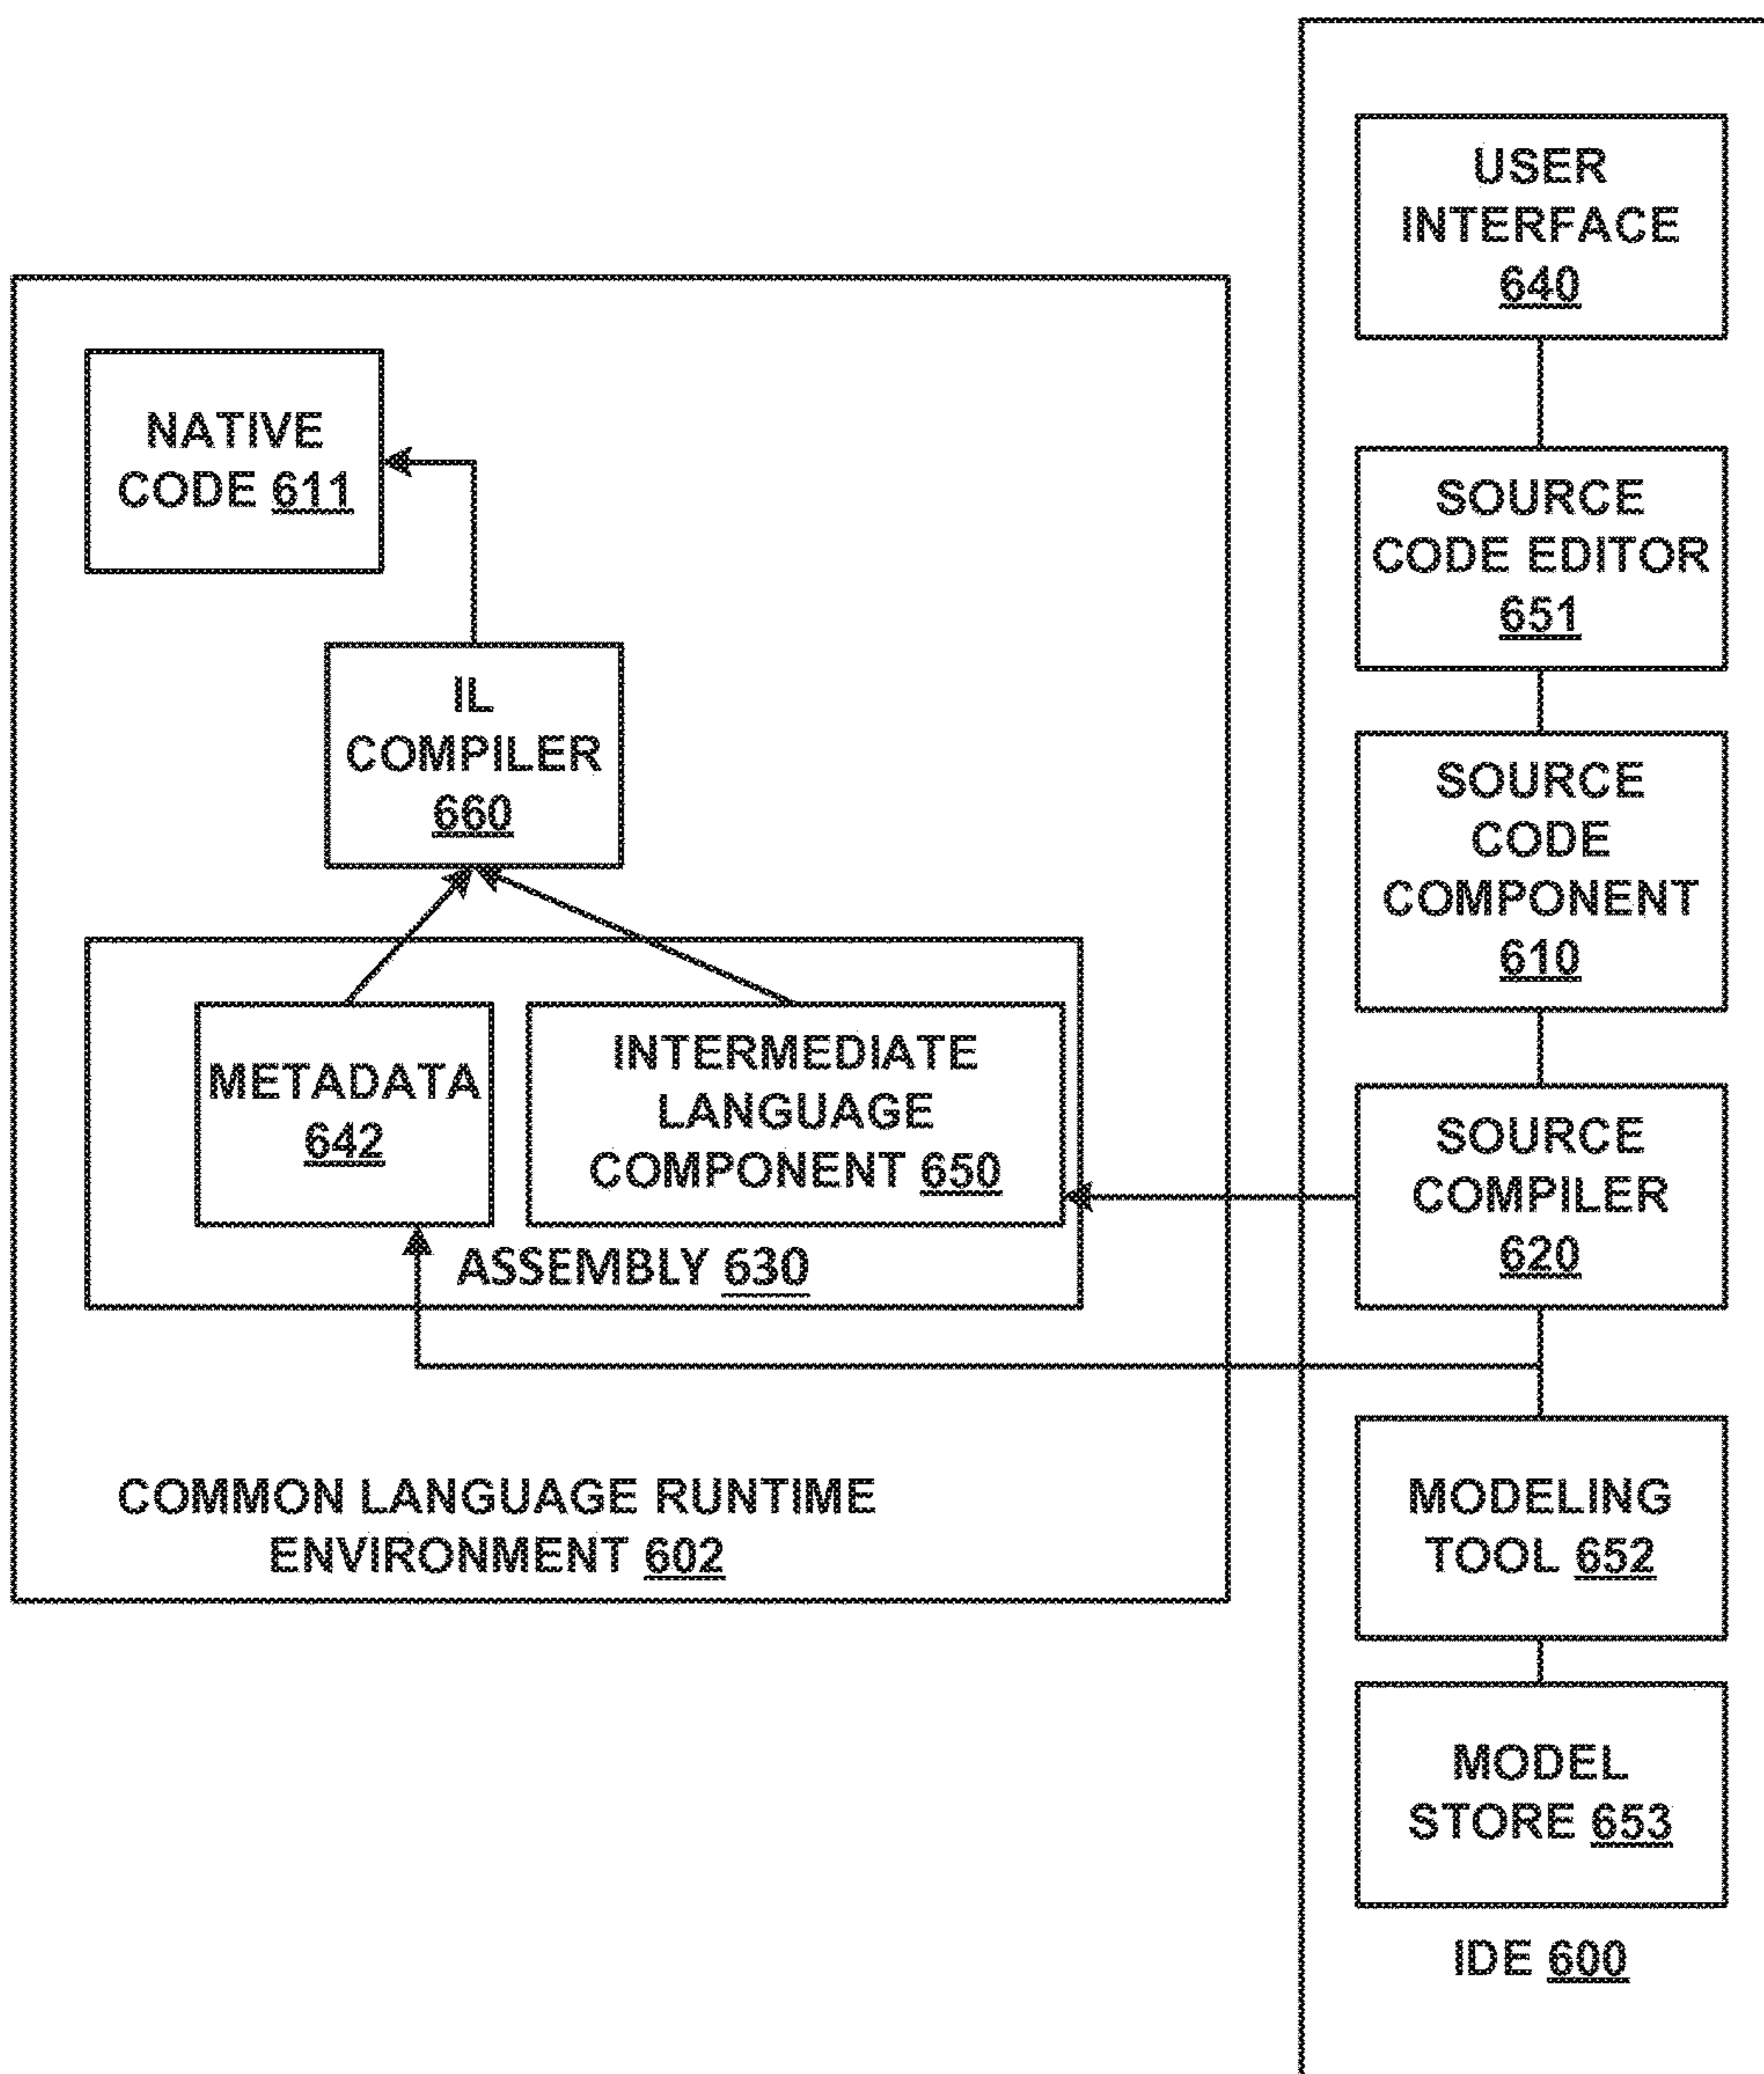 USER
INTERFACE
640
NATIVE
CODE 611
SOURCE
CODE EDITOR
651
IL
COMPILER
660
SOURCE
CODE
COMPONENT
610
METADATA
642
INTERMEDIATE
LANGUAGE
COMPONENT 650
SOURCE
COMPILER
620
ASSEMBLY 630
COMMON LANGUAGE RUNTIME
ENVIRONMENT 602
MODELING
TOOL 652
MODEL
STORE 653
IDE 600